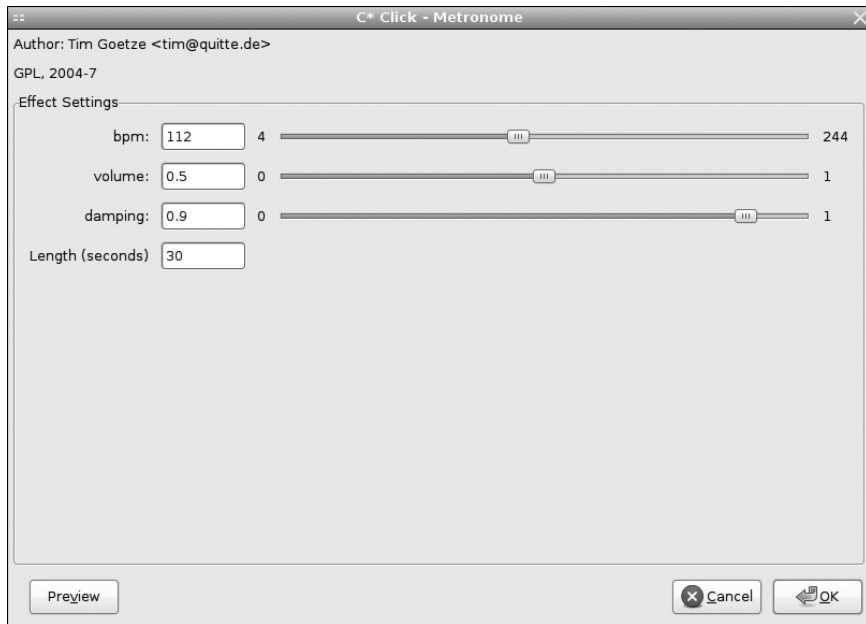 C* Click - Metronome
Author: Tim Goetze <tim@quitte.de>
GPL, 2004-7
Effect Settings
bpm: 112 4 244
volume: 0.5 0 1
damping: 0.9 0 1
Length (seconds) 30
Preview Cancel OK